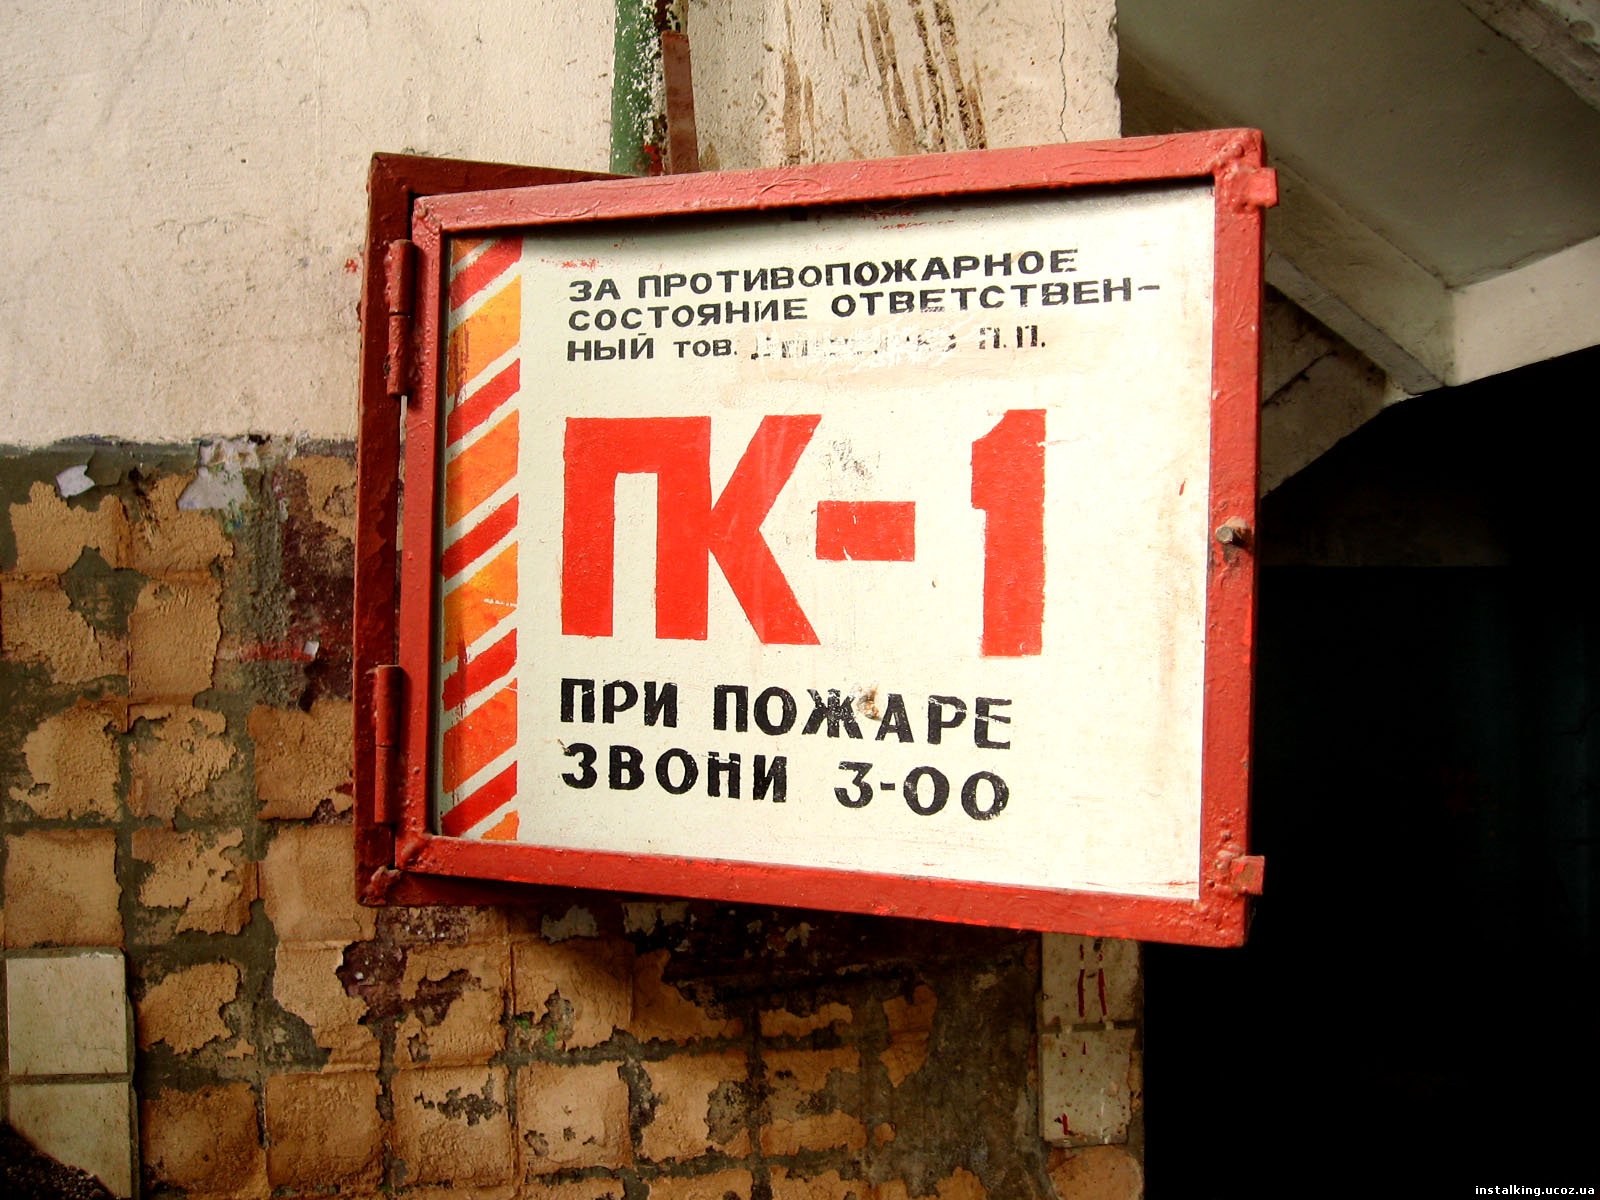 ЗА ПРОТИВОПОЖАРНОЕ
СОСТОЯНИЕ ОТВЕТСТВЕН-
НЫЙ ТОВ. П.П.
ПК-1
ПРИ ПОЖАРЕ
ЗВОНИ 3-00
instalking.ucoz.ua